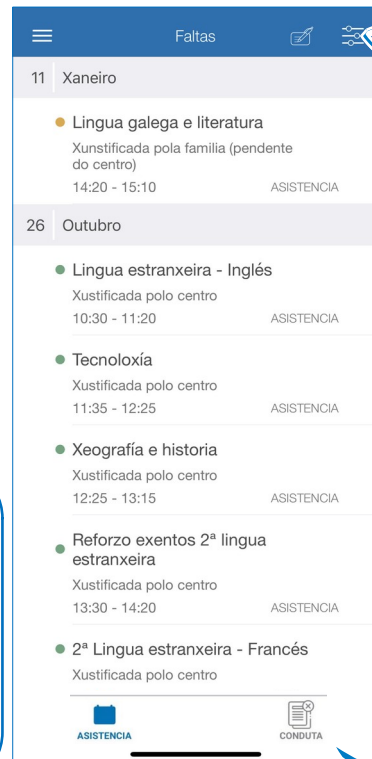 Faltas
11 Xaneiro
Lingua galega e literatura
Xunstificada pola familia (pendente
do centro)
14:20 - 15:10 ASISTENCIA
26 Outubro
Lingua estranxeira - Inglés
Xustificada polo centro
10:30 - 11:20 ASISTENCIA
Tecnoloxía
Xustificada polo centro
11:35 - 12:25 ASISTENCIA
Xeografía e historia
Xustificada polo centro
12:25 - 13:15 ASISTENCIA
Reforzo exentos 2ª lingua
estranxeira
Xustificada polo centro
13:30 - 14:20 ASISTENCIA
2ª Lingua estranxeira - Francés
Xustificada polo centro
ASISTENCIA CONDUTA